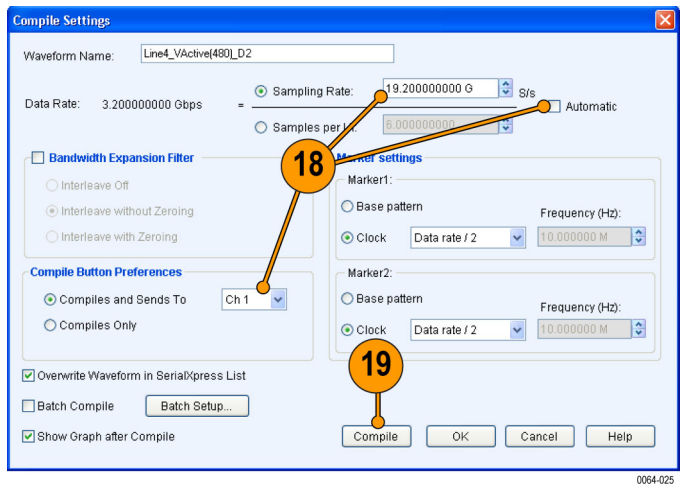 Compile Settings
Waveform Name: Line4_VActive(480)_D2
Data Rate: 3.200000000 Gbps =
Sampling Rate: 19.200000000 G S/s
Automatic
Samples per 6.000000000
18
Bandwidth Expansion Filter
Interleave Off
Interleave without Zeroing
Interleave with Zeroing
Marker settings
Marker1:
Base pattern
Frequency (Hz):
Clock Data rate / 2 10.000000 M
Compile Button Preferences
Compiles and Sends To Ch 1
Compiles Only
Marker2:
Base pattern
Frequency (Hz):
Clock Data rate / 2 10.000000 M
19
Overwrite Waveform in SerialXpress List
Batch Compile Batch Setup...
Show Graph after Compile
Compile OK Cancel Help
0064-025